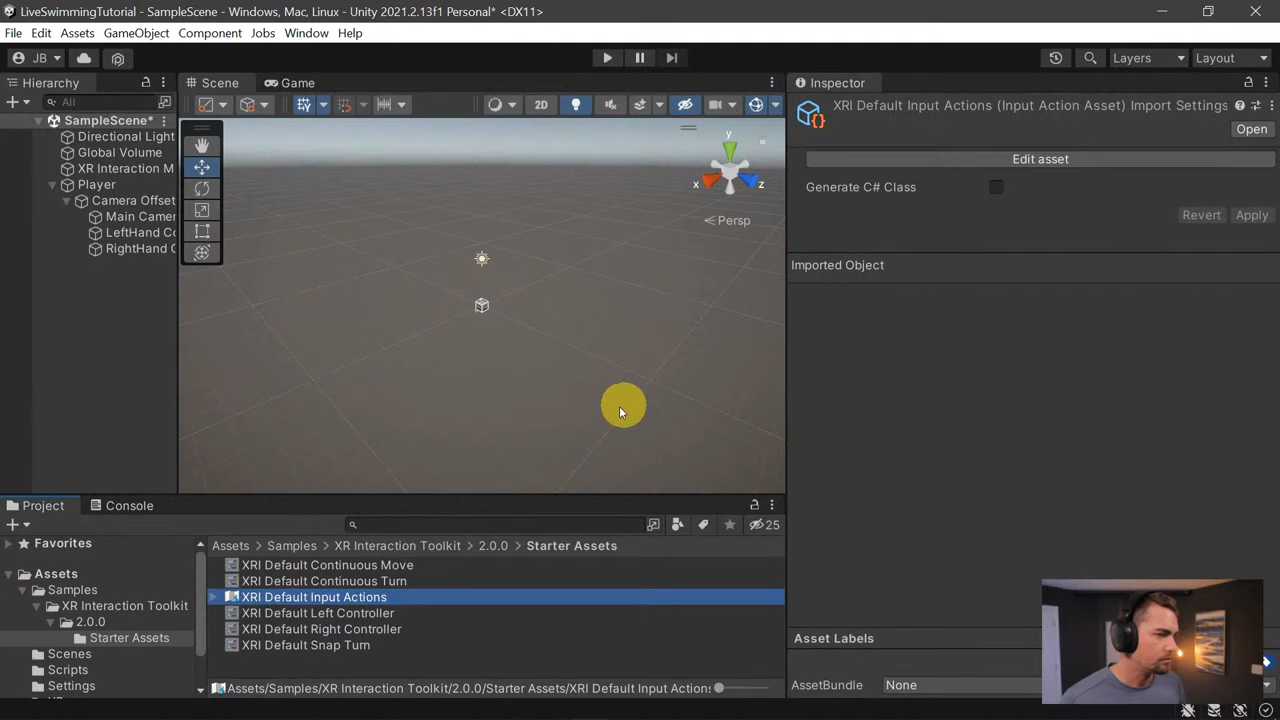 LiveSwimmingTutorial - SampleScene - Windows, Mac, Linux - Unity 2021.2.13f1 Personal* <DX11>
File Edit Assets GameObject Component Jobs Window Help
JB Layers Layout
Hierarchy
All
SampleScene*
Directional Light
Global Volume
XR Interaction M
Player
Camera Offset
Main Came
LeftHand Co
RightHand C
Scene Game
2D
y
x
z
Persp
Inspector
XRI Default Input Actions (Input Action Asset) Import Settings
Open
Edit asset
Generate C# Class
Revert Apply
Imported Object
Asset Labels
AssetBundle None
Project Console
25
Favorites
Assets
Samples
XR Interaction Toolkit
2.0.0
Starter Assets
Scenes
Scripts
Settings
Assets > Samples > XR Interaction Toolkit > 2.0.0 > Starter Assets
XRI Default Continuous Move
XRI Default Continuous Turn
XRI Default Input Actions
XRI Default Left Controller
XRI Default Right Controller
XRI Default Snap Turn
Assets/Samples/XR Interaction Toolkit/2.0.0/Starter Assets/XRI Default Input Actions